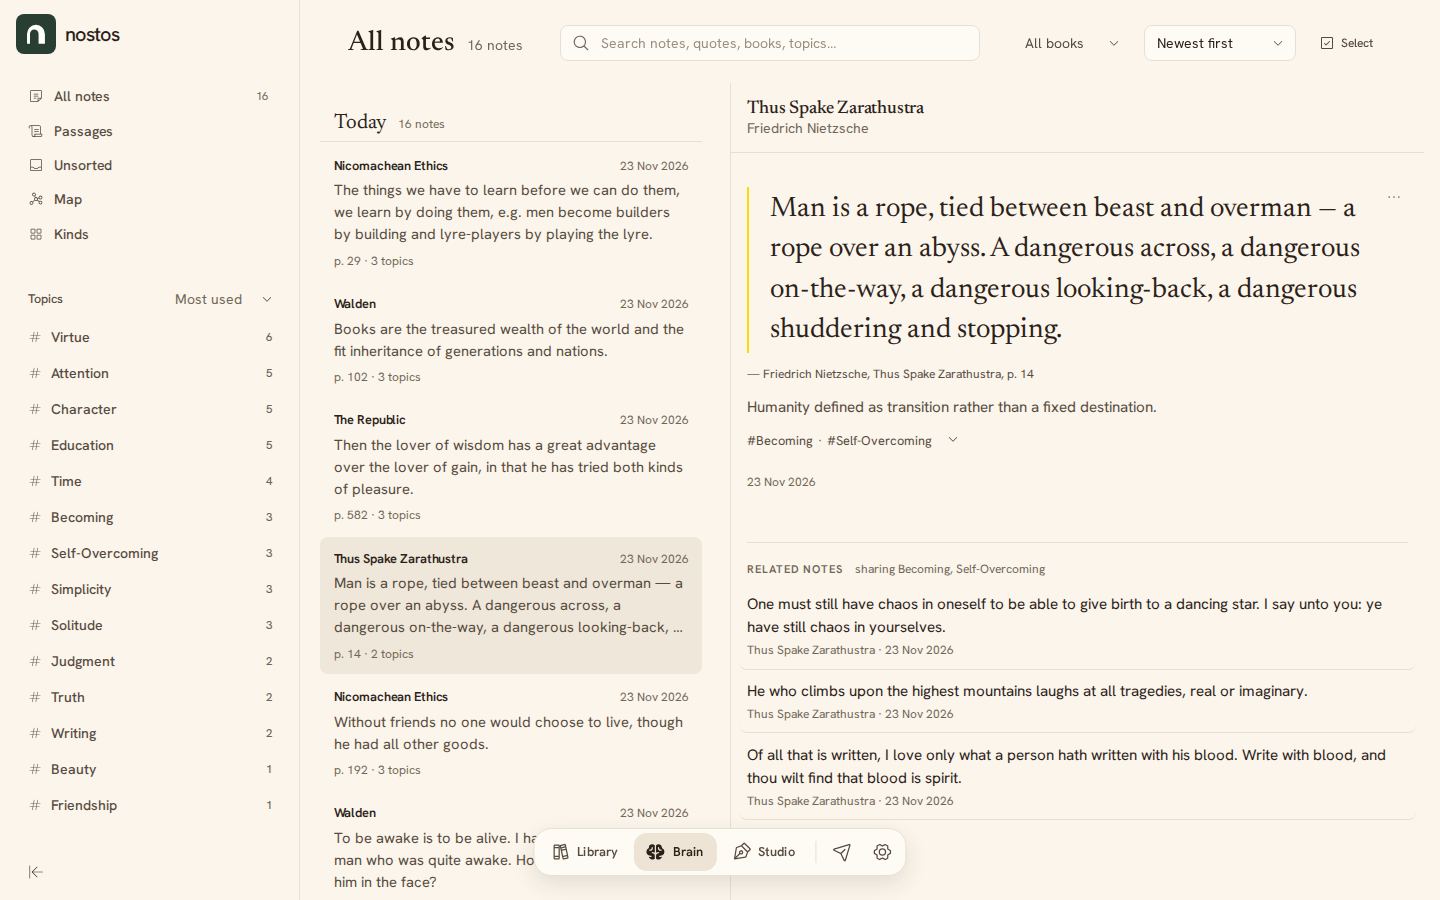 nostos
All notes 16
Passages
Unsorted
Map
Kinds
Topics Most used
# Virtue 6
# Attention 5
# Character 5
# Education 5
# Time 4
# Becoming 3
# Self-Overcoming 3
# Simplicity 3
# Solitude 3
# Judgment 2
# Truth 2
# Writing 2
# Beauty 1
# Friendship 1
All notes 16 notes
Search notes, quotes, books, topics...
All books
Newest first
Select
Today 16 notes
Nicomachean Ethics 23 Nov 2026
The things we have to learn before we can do them,
we learn by doing them, e.g. men become builders
by building and lyre-players by playing the lyre.
p. 29 · 3 topics
Walden 23 Nov 2026
Books are the treasured wealth of the world and the
fit inheritance of generations and nations.
p. 102 · 3 topics
The Republic 23 Nov 2026
Then the lover of wisdom has a great advantage
over the lover of gain, in that he has tried both kinds
of pleasure.
p. 582 · 3 topics
Thus Spake Zarathustra 23 Nov 2026
Man is a rope, tied between beast and overman — a
rope over an abyss. A dangerous across, a
dangerous on-the-way, a dangerous looking-back, ...
p. 14 · 2 topics
Nicomachean Ethics 23 Nov 2026
Without friends no one would choose to live, though
he had all other goods.
p. 192 · 3 topics
Walden 23 Nov 2026
To be awake is to be alive. I ha
man who was quite awake. Ho
him in the face?
Thus Spake Zarathustra
Friedrich Nietzsche
Man is a rope, tied between beast and overman — a
rope over an abyss. A dangerous across, a dangerous
on-the-way, a dangerous looking-back, a dangerous
shuddering and stopping.
— Friedrich Nietzsche, Thus Spake Zarathustra, p. 14
Humanity defined as transition rather than a fixed destination.
#Becoming · #Self-Overcoming
23 Nov 2026
RELATED NOTES sharing Becoming, Self-Overcoming
One must still have chaos in oneself to be able to give birth to a dancing star. I say unto you: ye
have still chaos in yourselves.
Thus Spake Zarathustra · 23 Nov 2026
He who climbs upon the highest mountains laughs at all tragedies, real or imaginary.
Thus Spake Zarathustra · 23 Nov 2026
Of all that is written, I love only what a person hath written with his blood. Write with blood, and
thou wilt find that blood is spirit.
Thus Spake Zarathustra · 23 Nov 2026
Library Brain Studio